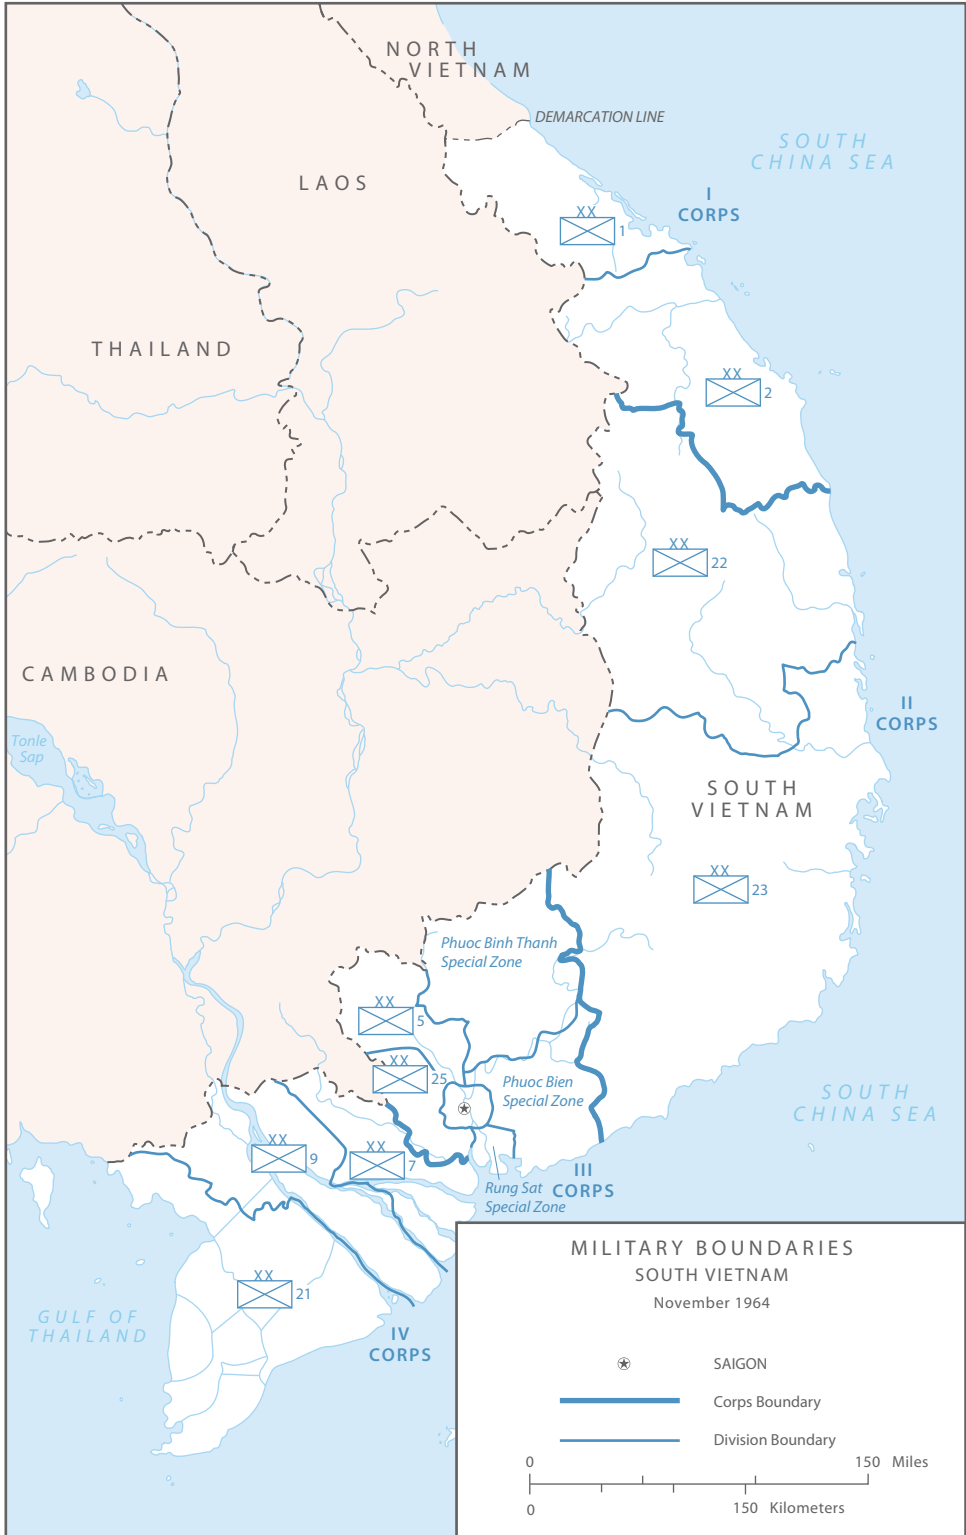 NORTH
VIETNAM
DEMARCATION LINE
SOUTH
CHINA SEA
LAOS
I
CORPS
XX
1
THAILAND
XX
2
XX
22
CAMBODIA
II
CORPS
Tonle
Sap
SOUTH
VIETNAM
XX
23
Phuoc Binh Thanh
Special Zone
XX
5
XX
25
Phuoc Bien
Special Zone
SOUTH
CHINA SEA
XX
9
XX
7
III
CORPS
Rung Sat
Special Zone
XX
21
GULF OF
THAILAND
IV
CORPS
MILITARY BOUNDARIES
SOUTH VIETNAM
November 1964
SAIGON
Corps Boundary
Division Boundary
0 150 Miles
0 150 Kilometers